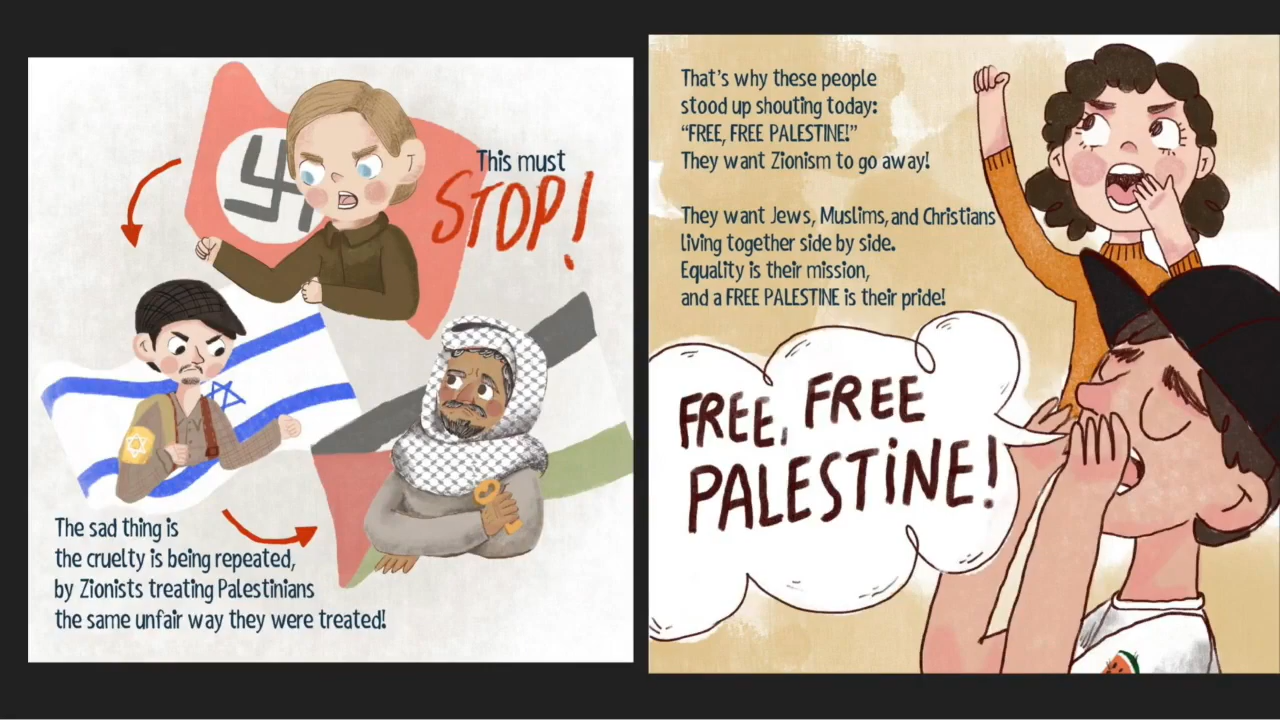 This must
STOP!
The sad thing is
the cruelty is being repeated,
by Zionists treating Palestinians
the same unfair way they were treated!
That's why these people
stood up shouting today:
"FREE, FREE PALESTINE!"
They want Zionism to go away!
They want Jews, Muslims, and Christians
living together side by side.
Equality is their mission,
and a FREE PALESTINE is their pride!
FREE, FREE
PALESTINE!